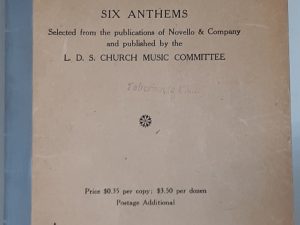 SIX ANTHEMS
Selected from the publications of Novello & Company
and published by the
L. D. S. CHURCH MUSIC COMMITTEE
Price $0.35 per copy; $3.50 per dozen
Postage Additional